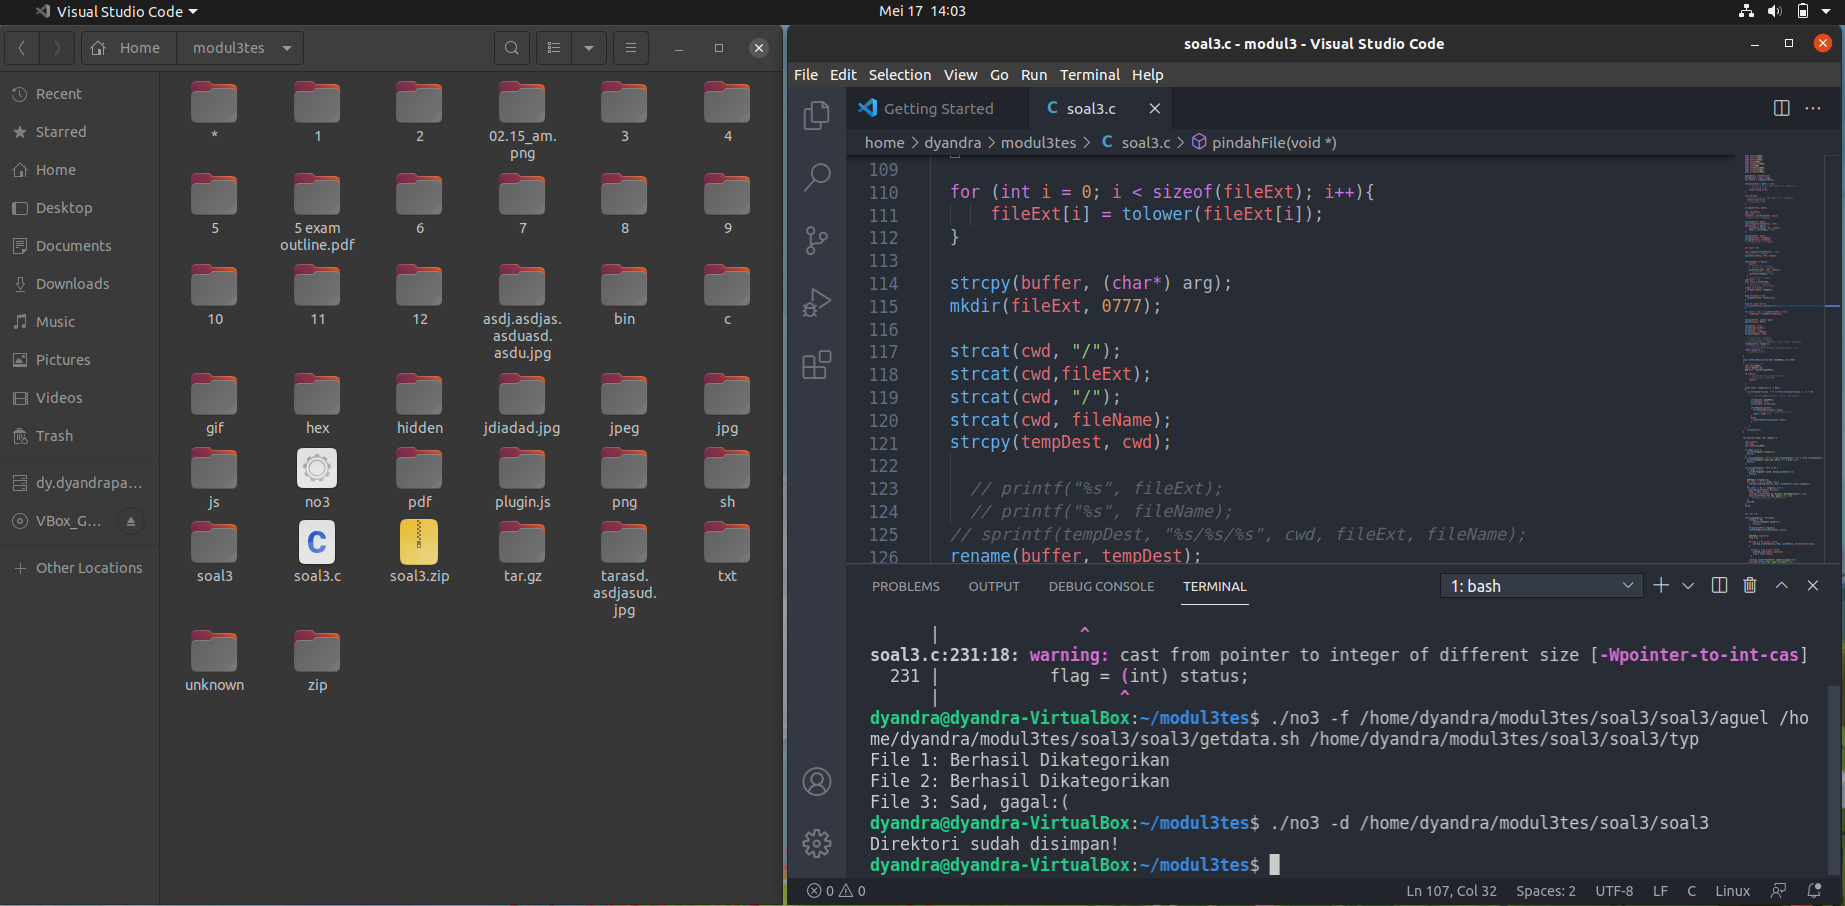 Visual Studio Code
Mei 17 14:03
Home
modul3tes
Recent
Starred
Home
Desktop
Documents
Downloads
Music
Pictures
Videos
Trash
dy.dyandrapa...
VBox_G...
Other Locations
*
1
2
02.15_am.
png
3
4
5
5 exam
outline.pdf
6
7
8
9
10
11
12
asdj.asdjas.
asduasd.
asdu.jpg
bin
c
gif
hex
hidden
jdiadad.jpg
jpeg
jpg
js
no3
pdf
plugin.js
png
sh
soal3
C
soal3.c
soal3.zip
tar.gz
tarasd.
asdjasud.
jpg
txt
unknown
zip
soal3.c - modul3 - Visual Studio Code
File Edit Selection View Go Run Terminal Help
Getting Started
C soal3.c
home > dyandra > modul3tes > C soal3.c > pindahFile(void *)
109
110 for (int i = 0; i < sizeof(fileExt); i++){
111 fileExt[i] = tolower(fileExt[i]);
112 }
113
114 strcpy(buffer, (char*) arg);
115 mkdir(fileExt, 0777);
116
117 strcat(cwd, "/");
118 strcat(cwd,fileExt);
119 strcat(cwd, "/");
120 strcat(cwd, fileName);
121 strcpy(tempDest, cwd);
122
123 // printf("%s", fileExt);
124 // printf("%s", fileName);
125 // sprintf(tempDest, "%s/%s/%s", cwd, fileExt, fileName);
126 rename(buffer, tempDest);
PROBLEMS OUTPUT DEBUG CONSOLE TERMINAL
1: bash
| ^
soal3.c:231:18: warning: cast from pointer to integer of different size [-Wpointer-to-int-cas]
231 | flag = (int) status;
| ^
dyandra@dyandra-VirtualBox:~/modul3tes$ ./no3 -f /home/dyandra/modul3tes/soal3/soal3/aguel /ho
me/dyandra/modul3tes/soal3/soal3/getdata.sh /home/dyandra/modul3tes/soal3/soal3/typ
File 1: Berhasil Dikategorikan
File 2: Berhasil Dikategorikan
File 3: Sad, gagal:(
dyandra@dyandra-VirtualBox:~/modul3tes$ ./no3 -d /home/dyandra/modul3tes/soal3/soal3
Direktori sudah disimpan!
dyandra@dyandra-VirtualBox:~/modul3tes$
0 0
Ln 107, Col 32 Spaces: 2 UTF-8 LF C Linux